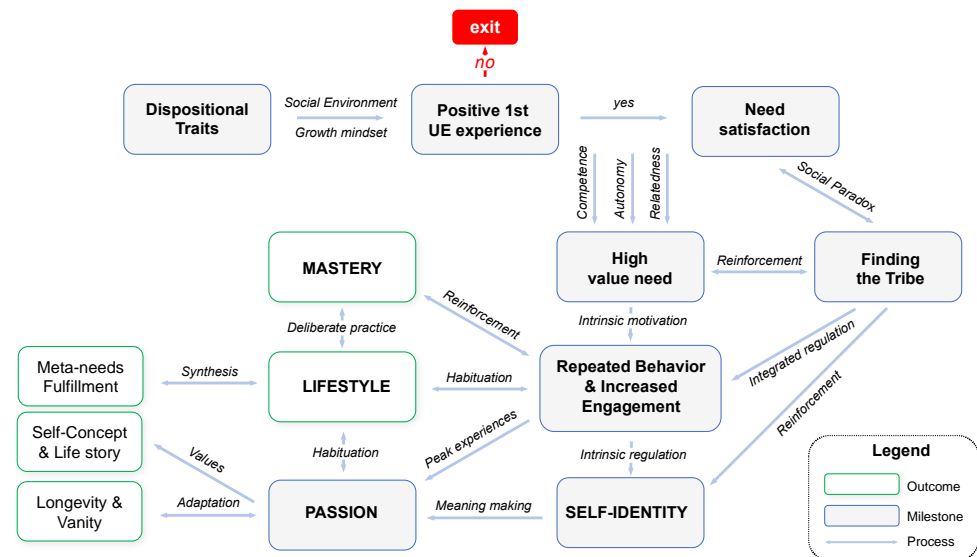 exit
no
Dispositional
Traits
Social Environment
Growth mindset
Positive 1st
UE experience
yes
Need
satisfaction
Competence
Autonomy
Relatedness
Social Paradox
MASTERY
High
value need
Reinforcement
Finding
the Tribe
Deliberate practice
Reinforcement
Intrinsic motivation
Integrated regulation
Reinforcement
Meta-needs
Fulfillment
Synthesis
LIFESTYLE
Habituation
Repeated Behavior
& Increased
Engagement
Self-Concept
& Life story
Values
Habituation
Peak experiences
Intrinsic regulation
Longevity &
Vanity
Adaptation
PASSION
Meaning making
SELF-IDENTITY
Legend
Outcome
Milestone
Process